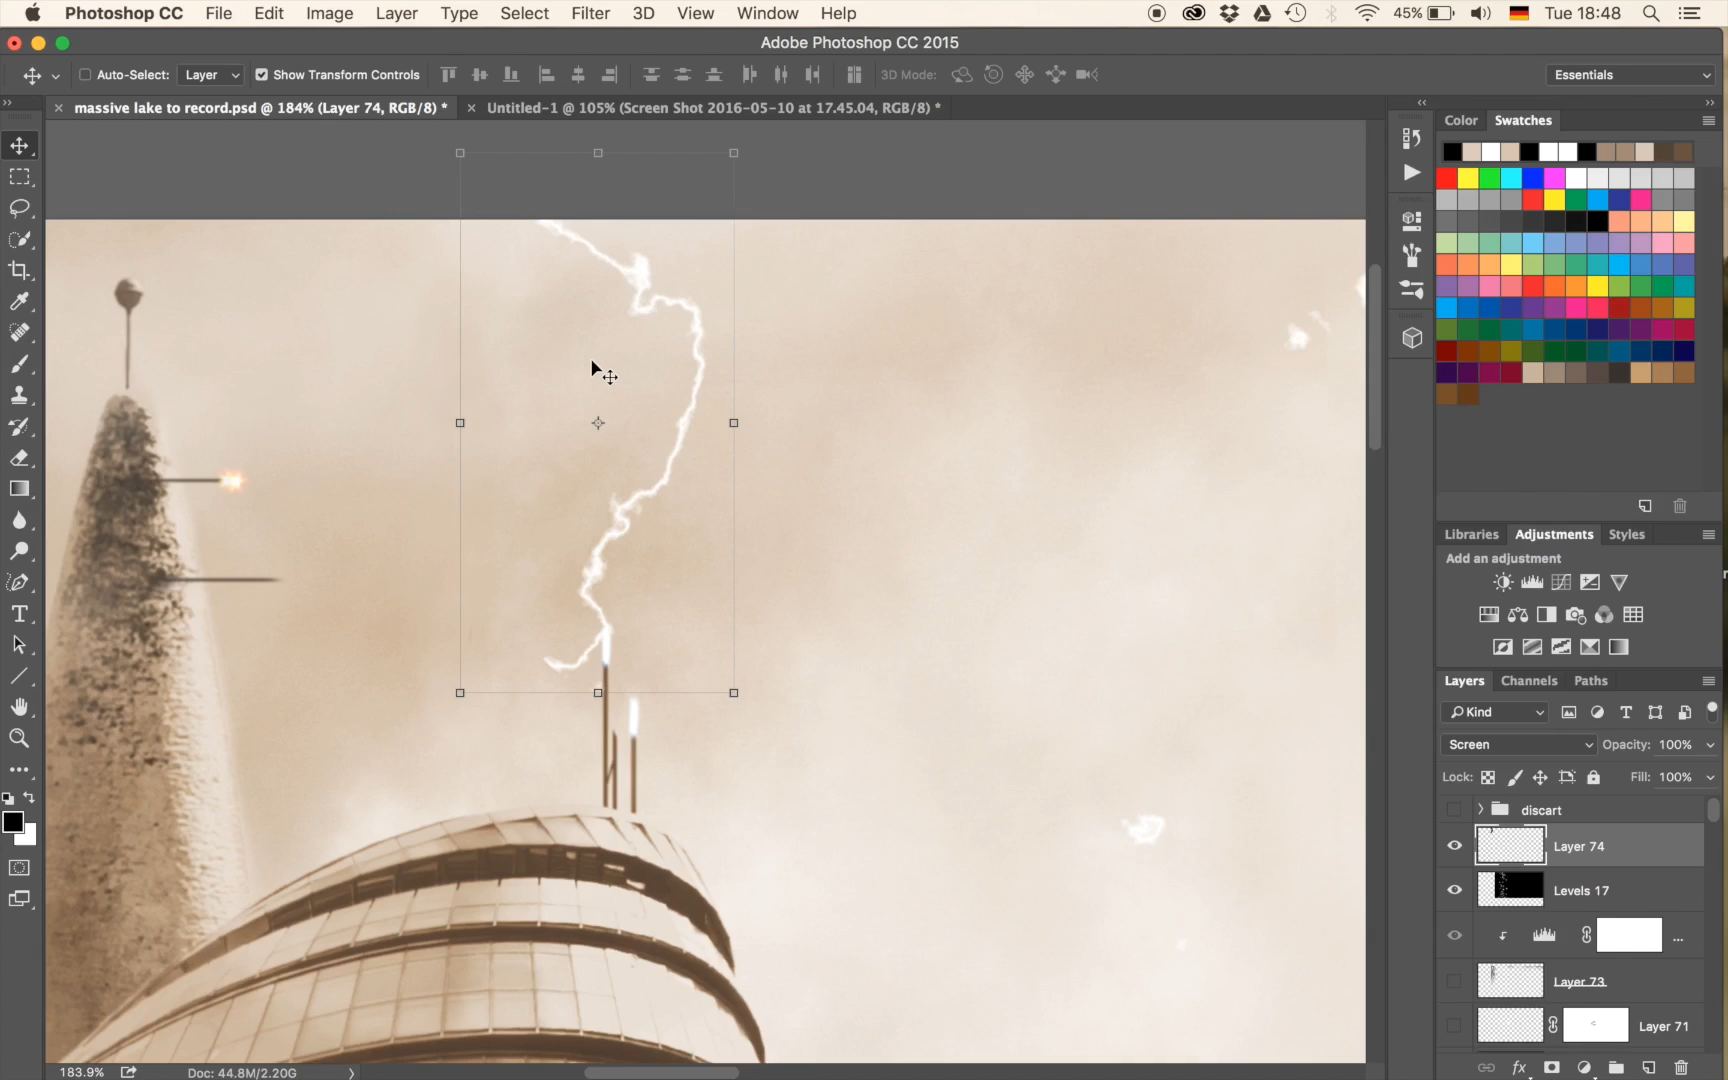 Photoshop CC File Edit Image Layer Type Select Filter 3D View Window Help 45% Tue 18:48
Adobe Photoshop CC 2015
Auto-Select: Layer Show Transform Controls 3D Mode: Essentials
massive lake to record.psd @ 184% (Layer 74, RGB/8) * Untitled-1 @ 105% (Screen Shot 2016-05-10 at 17.45.04, RGB/8) *
Color Swatches
Libraries Adjustments Styles
Add an adjustment
Layers Channels Paths
Kind
Screen Opacity: 100%
Lock: Fill: 100%
discart
Layer 74
Levels 17
...
Layer 73
Layer 71
183.9% Doc: 44.8M/2.20G
fx